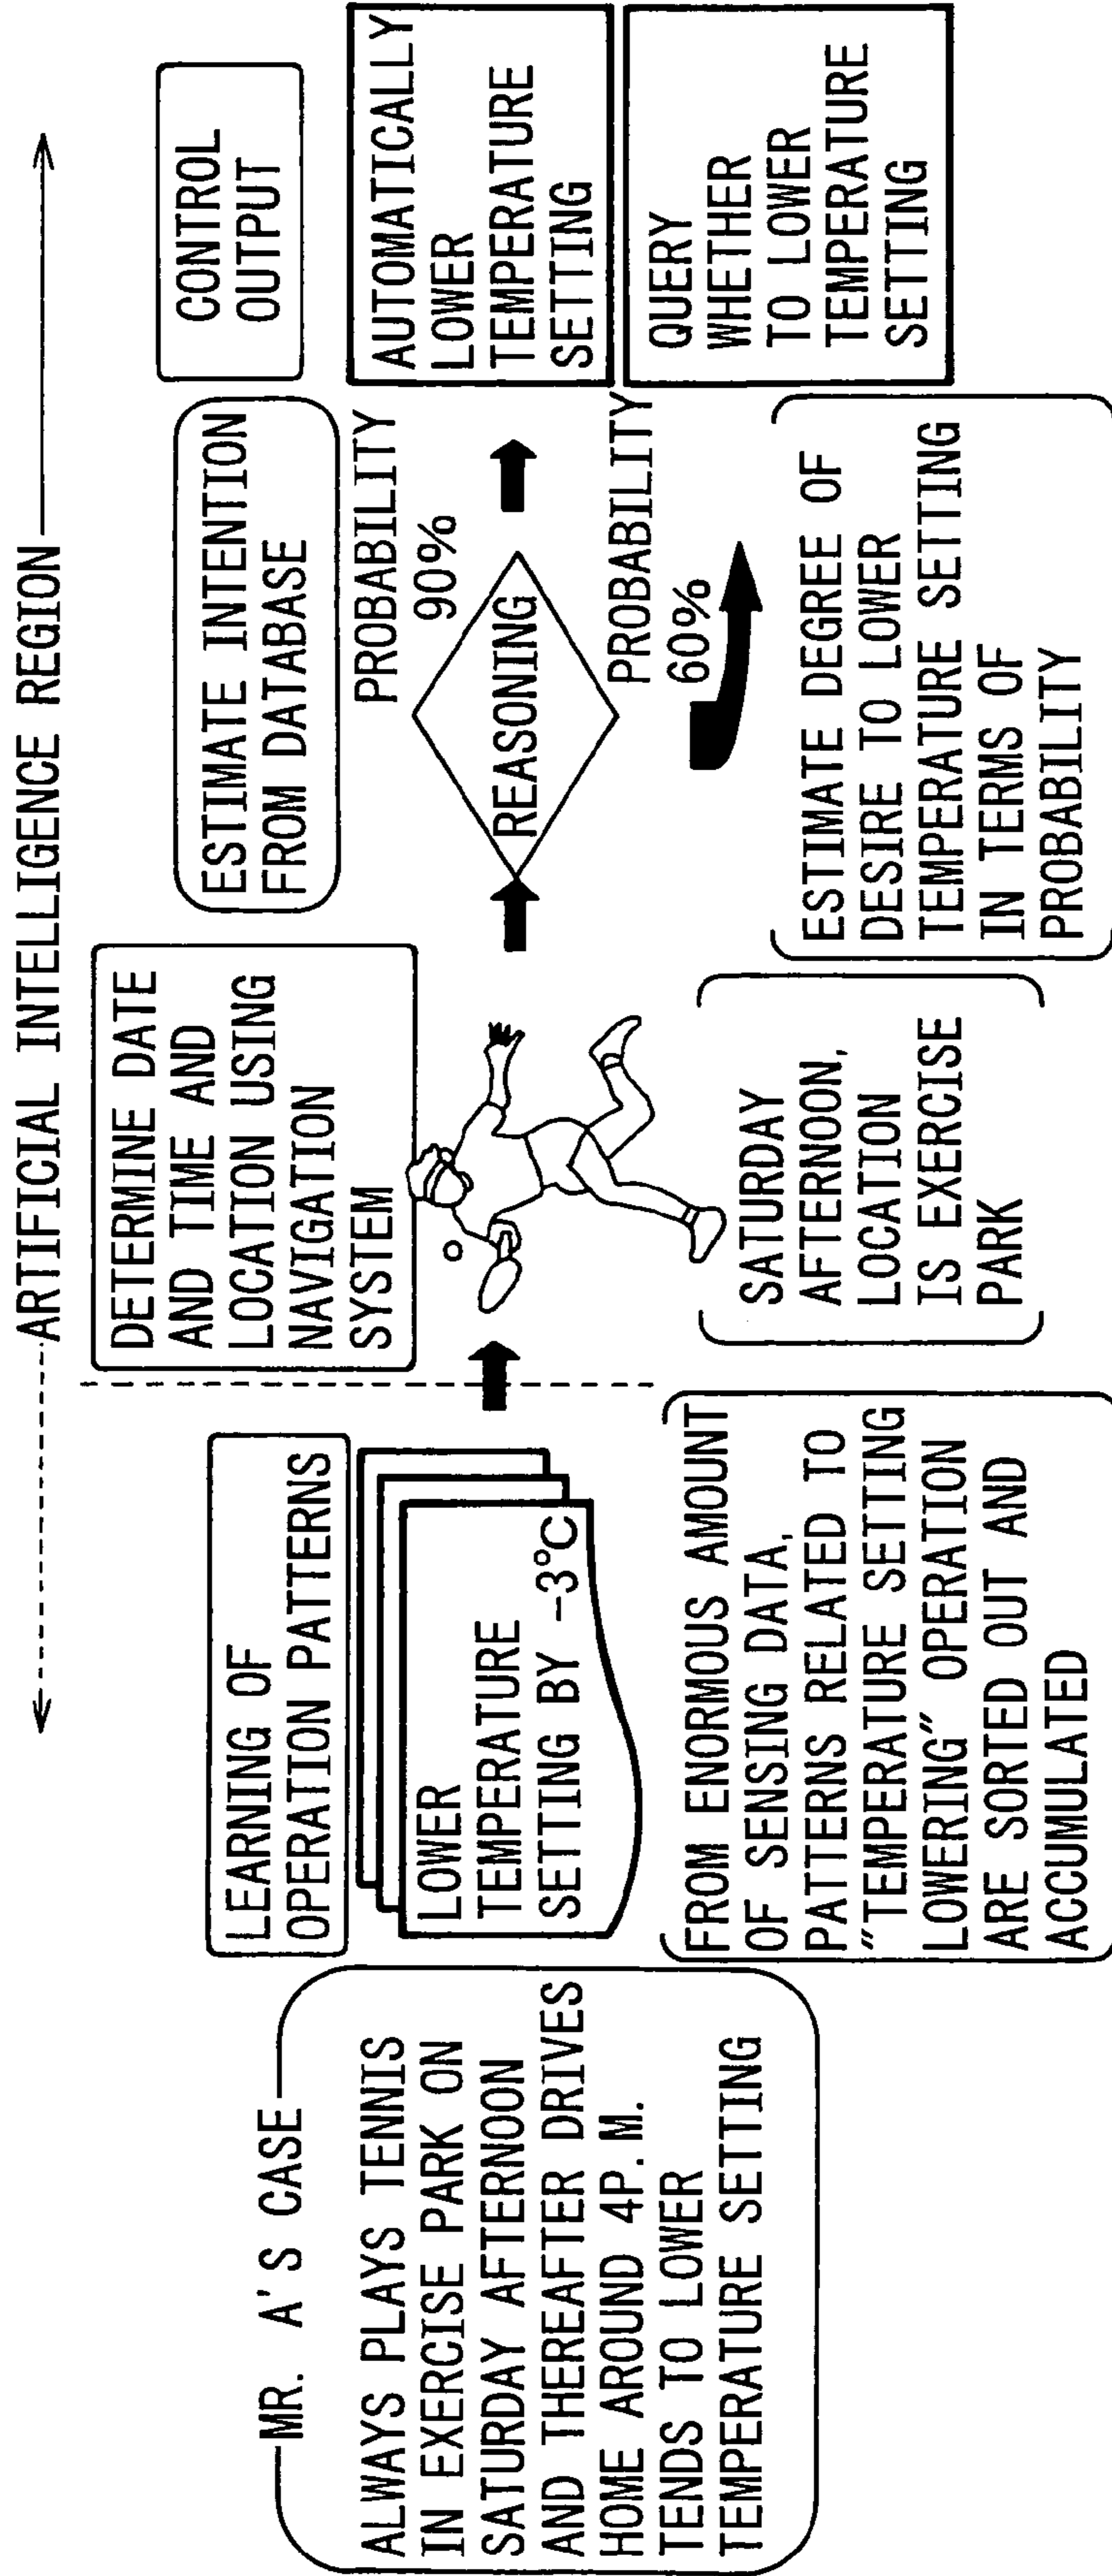 ARTIFICIAL INTELLIGENCE REGION
MR. A'S CASE
ALWAYS PLAYS TENNIS
IN EXERCISE PARK ON
SATURDAY AFTERNOON
AND THEREAFTER DRIVES
HOME AROUND 4P.M.
TENDS TO LOWER
TEMPERATURE SETTING
LEARNING OF
OPERATION PATTERNS
LOWER
TEMPERATURE
SETTING BY -3°C
FROM ENORMOUS AMOUNT
OF SENSING DATA,
PATTERNS RELATED TO
"TEMPERATURE SETTING
LOWERING" OPERATION
ARE SORTED OUT AND
ACCUMULATED
DETERMINE DATE
AND TIME AND
LOCATION USING
NAVIGATION
SYSTEM
SATURDAY
AFTERNOON,
LOCATION
IS EXERCISE
PARK
ESTIMATE INTENTION
FROM DATABASE
REASONING
PROBABILITY
90%
PROBABILITY
60%
ESTIMATE DEGREE OF
DESIRE TO LOWER
TEMPERATURE SETTING
IN TERMS OF
PROBABILITY
CONTROL
OUTPUT
AUTOMATICALLY
LOWER
TEMPERATURE
SETTING
QUERY
WHETHER
TO LOWER
TEMPERATURE
SETTING